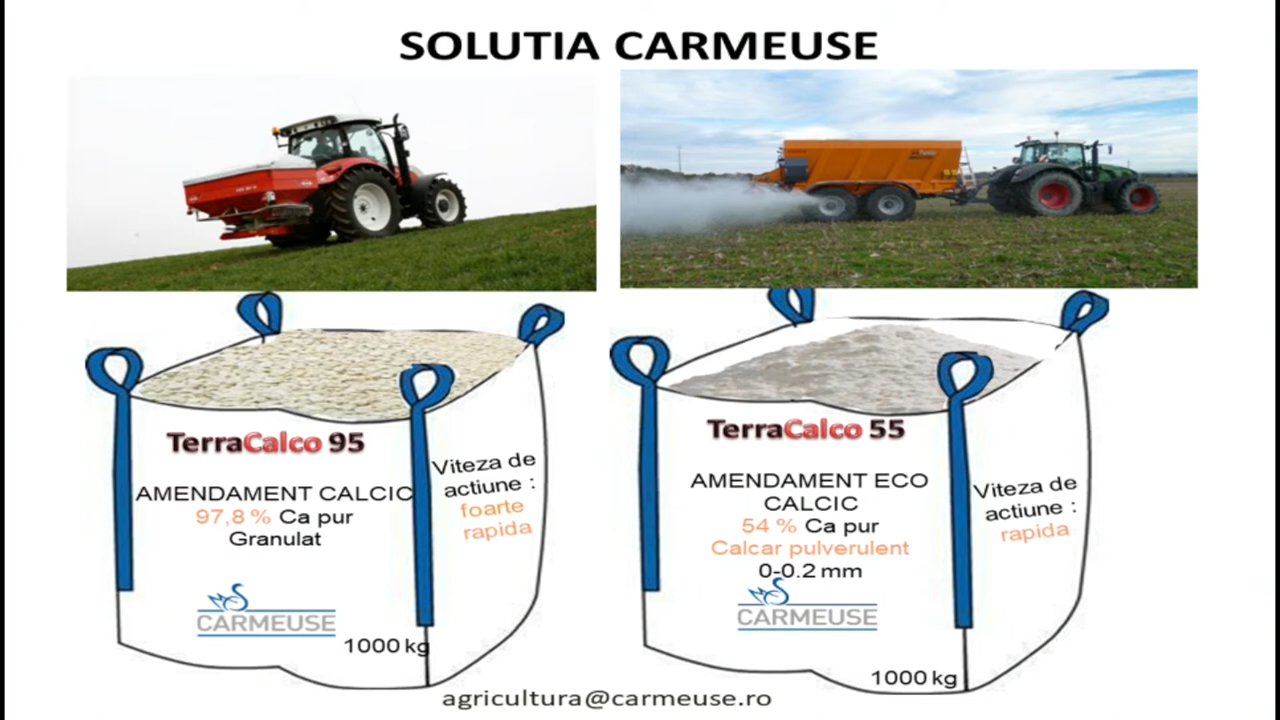 SOLUTIA CARMEUSE
TerraCalco 95
AMENDAMENT CALCIC
97,8 % Ca pur
Granulat
Viteza de
actiune :
foarte
rapida
CARMEUSE
1000 kg
TerraCalco 55
AMENDAMENT ECO
CALCIC
54 % Ca pur
Calcar pulverulent
0-0.2 mm
Viteza de
actiune :
rapida
CARMEUSE
1000 kg
agricultura@carmeuse.ro